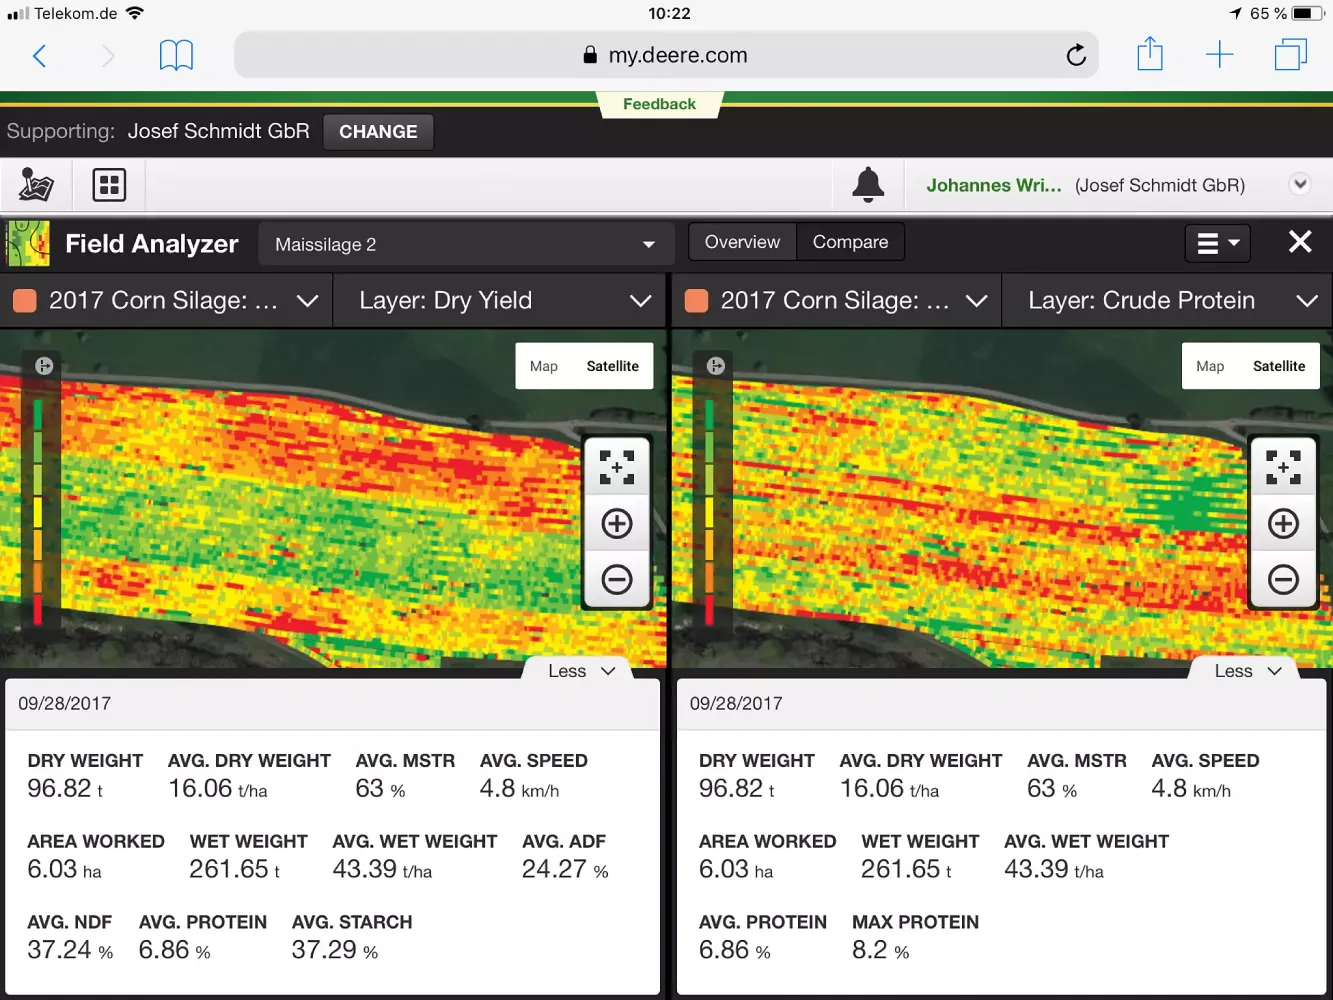 Telekom.de 10:22 65 %
my.deere.com
Feedback
Supporting: Josef Schmidt GbR CHANGE
Johannes Wri... (Josef Schmidt GbR)
Field Analyzer Maissilage 2 Overview Compare
2017 Corn Silage: ... Layer: Dry Yield 2017 Corn Silage: ... Layer: Crude Protein
Map Satellite Map Satellite
Less Less
09/28/2017
DRY WEIGHT AVG. DRY WEIGHT AVG. MSTR AVG. SPEED
96.82 t 16.06 t/ha 63 % 4.8 km/h
AREA WORKED WET WEIGHT AVG. WET WEIGHT AVG. ADF
6.03 ha 261.65 t 43.39 t/ha 24.27 %
AVG. NDF AVG. PROTEIN AVG. STARCH
37.24 % 6.86 % 37.29 %
09/28/2017
DRY WEIGHT AVG. DRY WEIGHT AVG. MSTR AVG. SPEED
96.82 t 16.06 t/ha 63 % 4.8 km/h
AREA WORKED WET WEIGHT AVG. WET WEIGHT
6.03 ha 261.65 t 43.39 t/ha
AVG. PROTEIN MAX PROTEIN
6.86 % 8.2 %